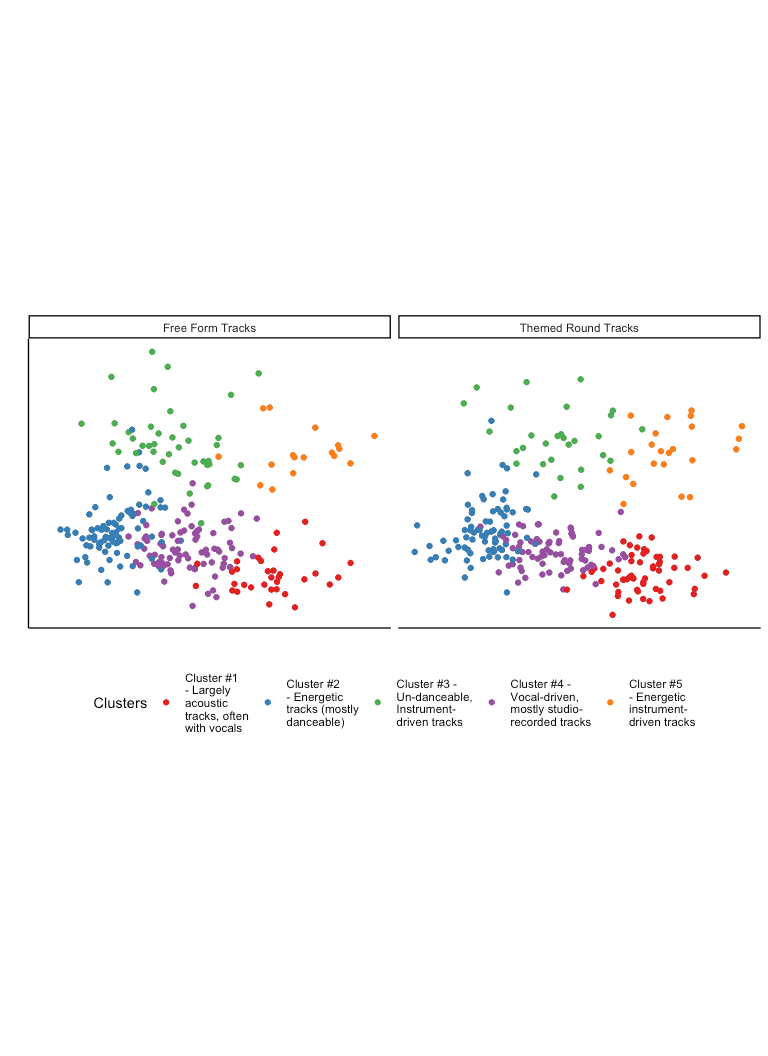 Free Form Tracks
Themed Round Tracks
Clusters
Cluster #1
- Largely
acoustic
tracks, often
with vocals
Cluster #2
- Energetic
tracks (mostly
danceable)
Cluster #3 -
Un-danceable,
Instrument-
driven tracks
Cluster #4 -
Vocal-driven,
mostly studio-
recorded tracks
Cluster #5
- Energetic
instrument-
driven tracks